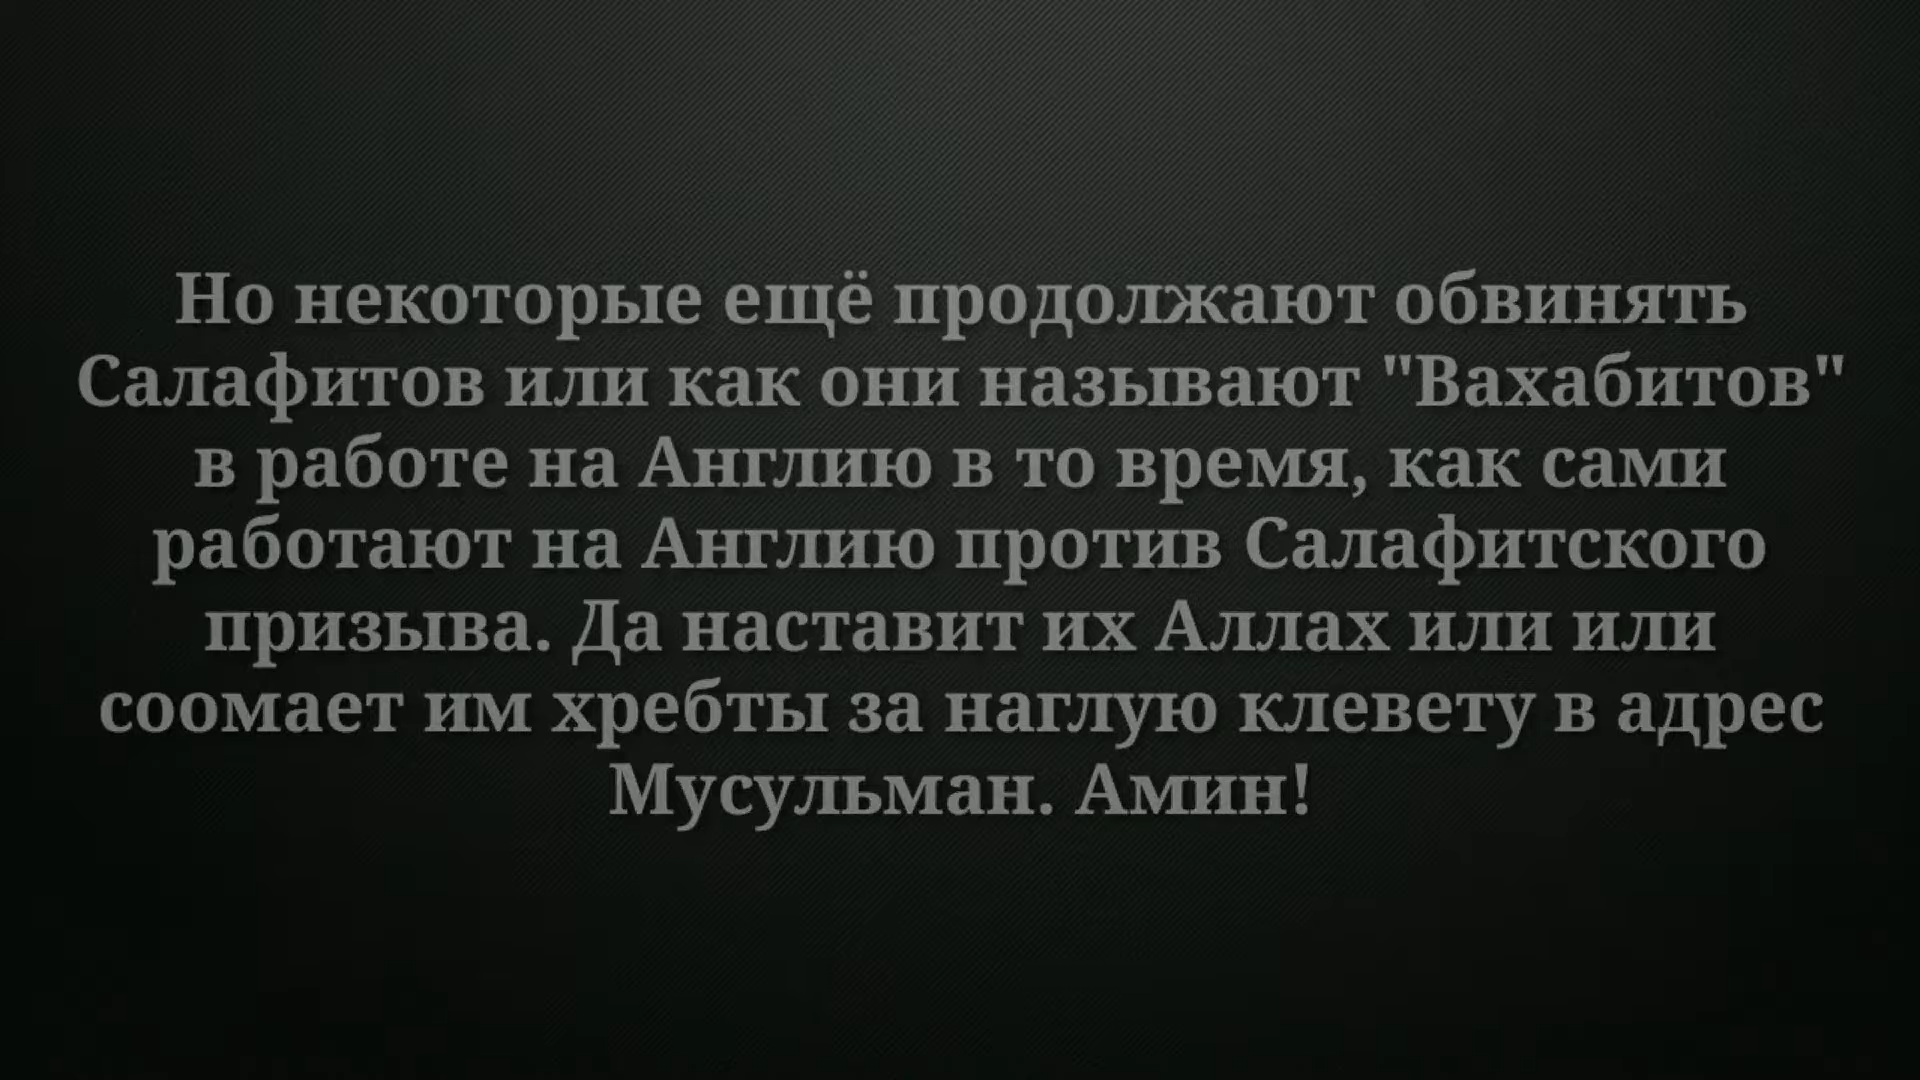 Но некоторые ещё продолжают обвинять
Салафитов или как они называют "Вахабитов"
в работе на Англию в то время, как сами
работают на Англию против Салафитского
призыва. Да наставит их Аллах или или
соомает им хребты за наглую клевету в адрес
Мусульман. Амин!